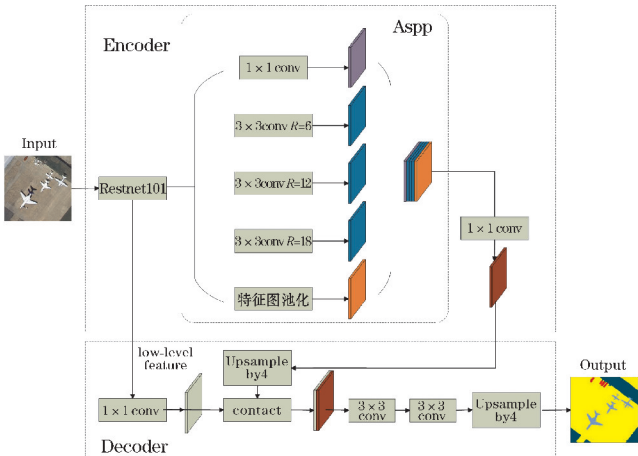 Encoder
Aspp
1×1 conv
3×3conv R=6
Input
Restnet101
3×3conv R=12
3×3conv R=18
1×1 conv
特征图池化
low-level
feature
Upsample
by4
Output
1×1 conv
contact
3×3
conv
3×3
conv
Upsample
by4
Decoder